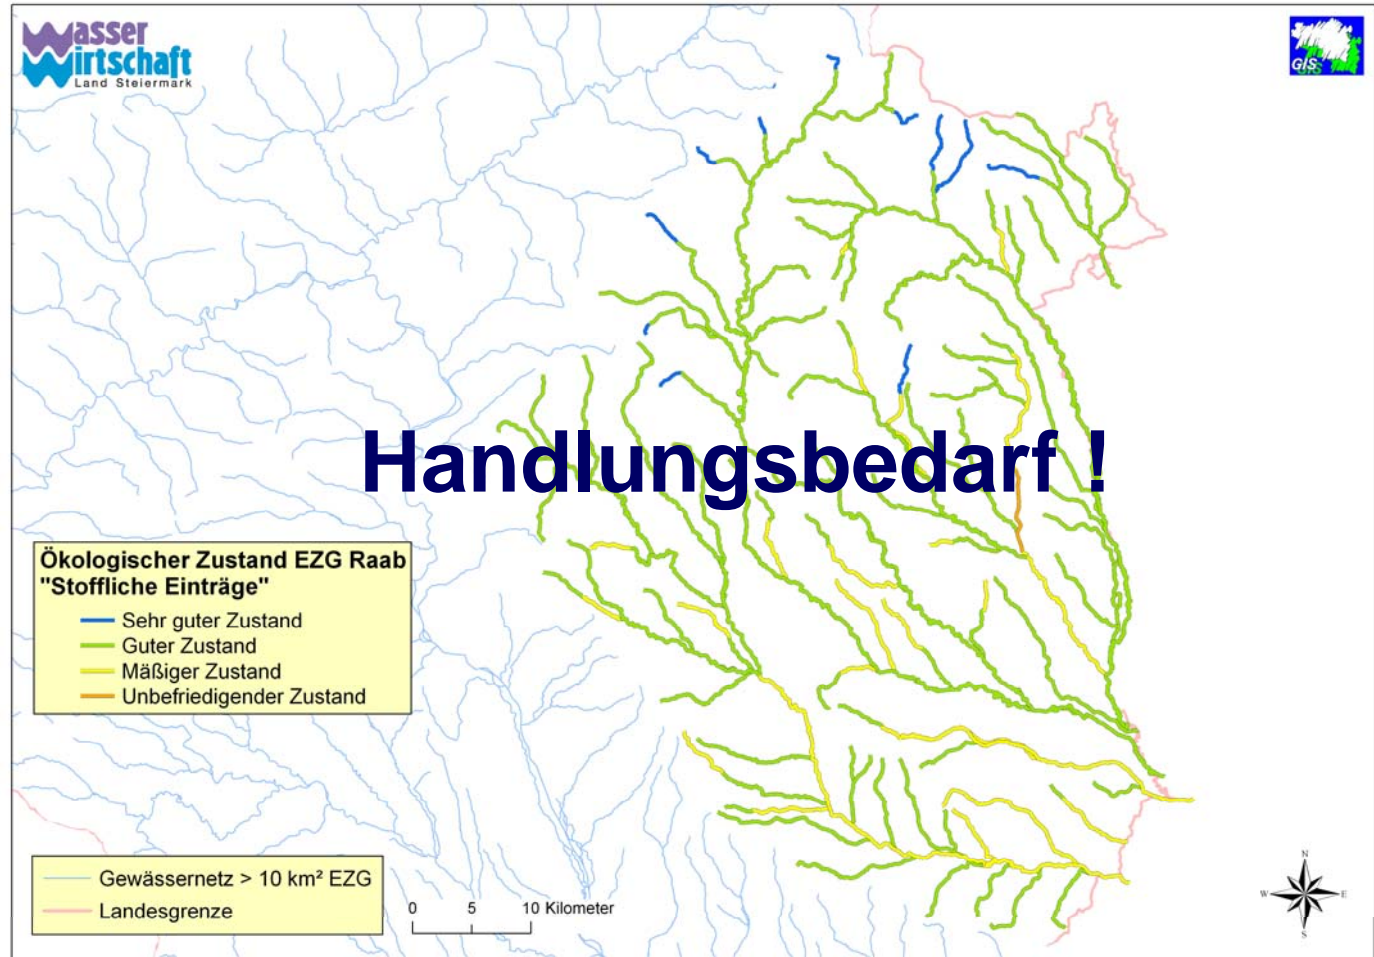 Wasser
Wirtschaft
Land Steiermark
GIS
GIS
Handlungsbedarf !
Ökologischer Zustand EZG Raab
"Stoffliche Einträge"
Sehr guter Zustand
Guter Zustand
Mäßiger Zustand
Unbefriedigender Zustand
Gewässernetz > 10 km² EZG
Landesgrenze
0 5 10 Kilometer
N
W E
S